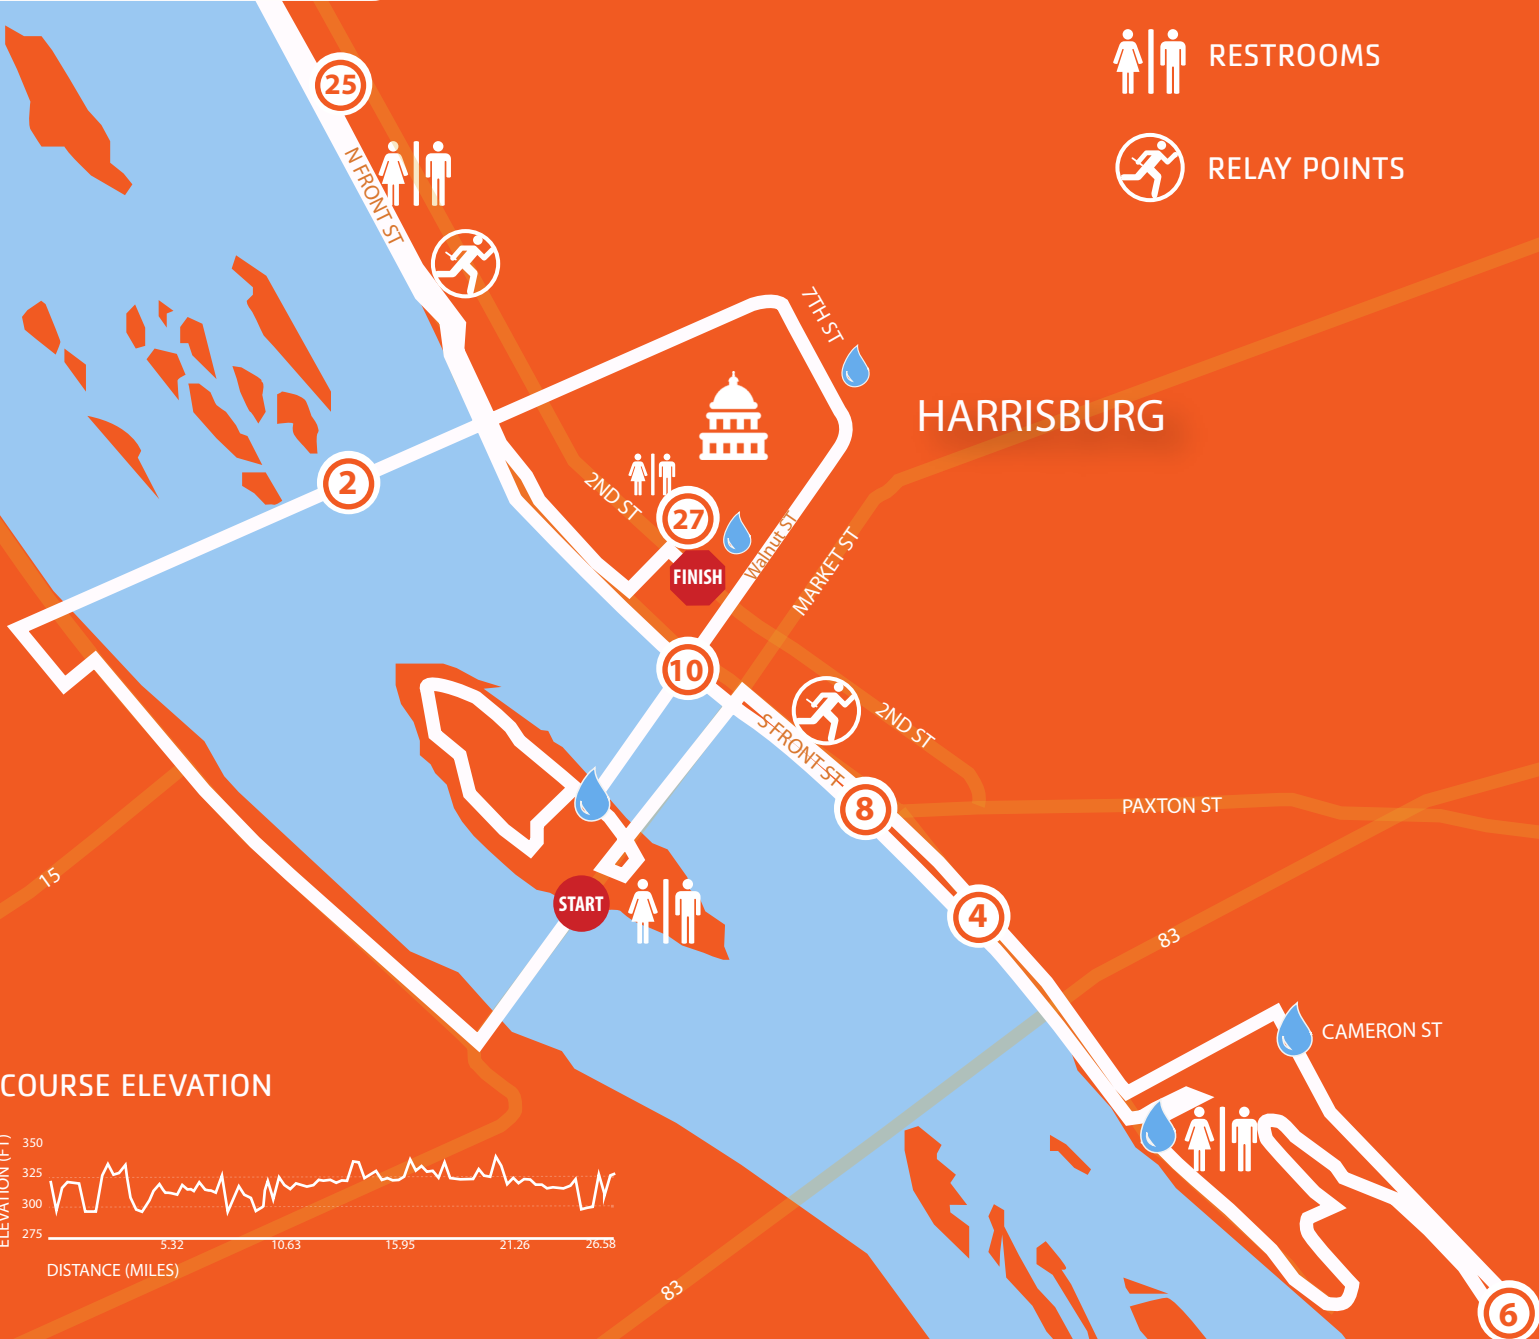 RESTROOMS
RELAY POINTS
25
N FRONT ST
7TH ST
HARRISBURG
2
2ND ST
27
Walnut ST
MARKET ST
FINISH
10
2ND ST
S FRONT ST
8
PAXTON ST
15
START
4
83
CAMERON ST
COURSE ELEVATION
ELEVATION (FT)
350
325
300
275
5.32 10.63 15.95 21.26 26.58
DISTANCE (MILES)
83
6